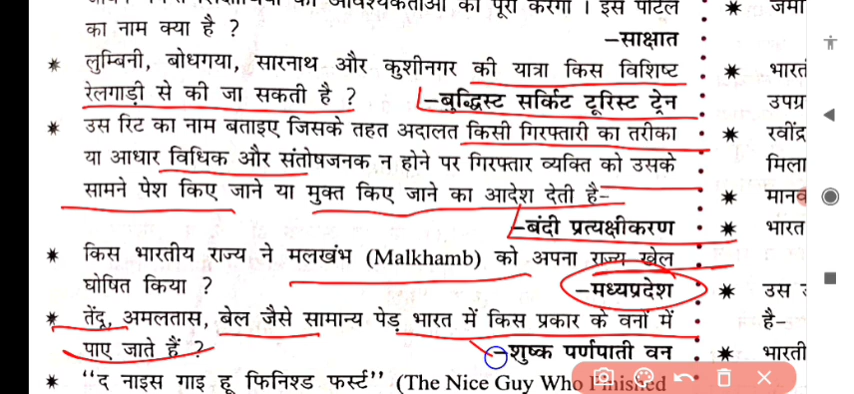 का नाम क्या है ?
–साक्षात
* लुम्बिनी, बोधगया, सारनाथ और कुशीनगर की यात्रा किस विशिष्ट
रेलगाड़ी से की जा सकती है ? –बुद्धिस्ट सर्किट टूरिस्ट ट्रेन
* उस रिट का नाम बताइए जिसके तहत अदालत किसी गिरफ्तारी का तरीका
या आधार विधिक और संतोषजनक न होने पर गिरफ्तार व्यक्ति को उसके
सामने पेश किए जाने या मुक्त किए जाने का आदेश देती है–
–बंदी प्रत्यक्षीकरण
* किस भारतीय राज्य ने मलखंभ (Malkhamb) को अपना राज्य खेल
घोषित किया ?
–मध्यप्रदेश
* तेंदू, अमलतास, बेल जैसे सामान्य पेड़ भारत में किस प्रकार के वनों में
पाए जाते हैं ?
–शुष्क पर्णपाती वन
* ‘‘द नाइस गाइ हू फिनिश्ड फर्स्ट’’ (The Nice Guy Who Finished
* जमा
* भारत
उपग्र
* रवींद्र
मिला
* मानव
* भारत
* उस
है–
* भारती